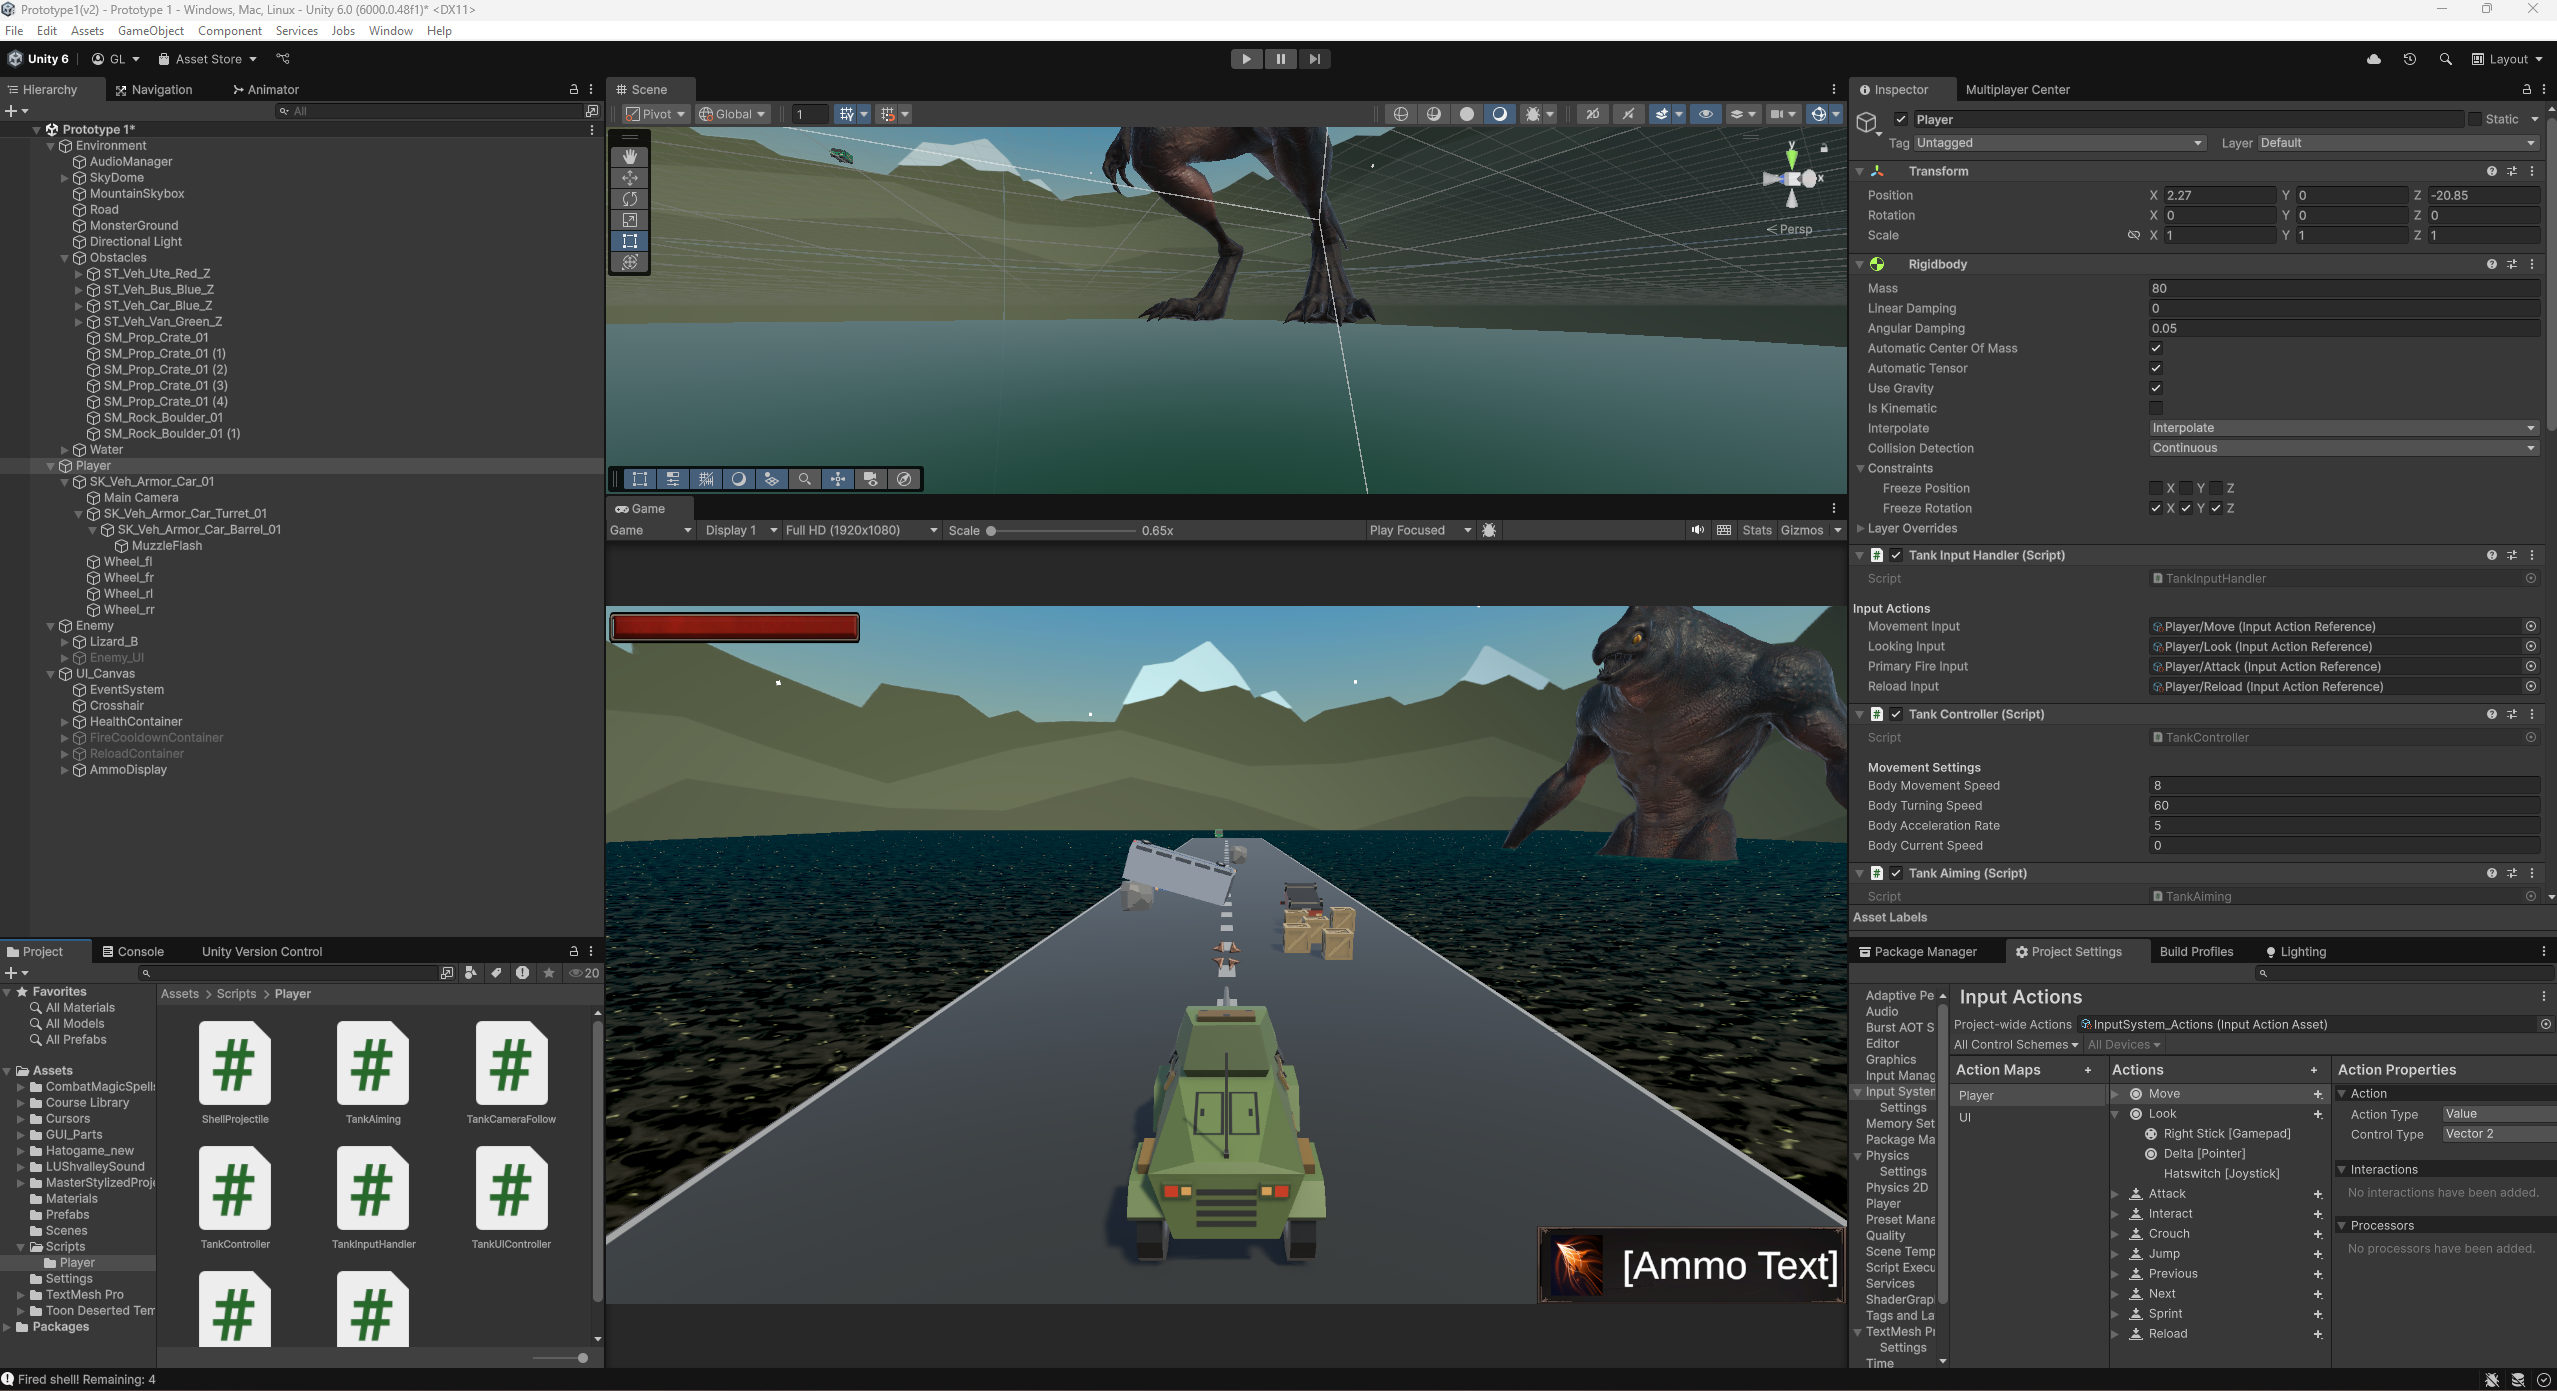 Prototype1(v2) - Prototype 1 - Windows, Mac, Linux - Unity 6.0 (6000.0.48f1)* <DX11>
File Edit Assets GameObject Component Services Jobs Window Help
Unity 6 GL Asset Store Layout
Hierarchy Navigation Animator
All
Prototype 1*
Environment
AudioManager
SkyDome
MountainSkybox
Road
MonsterGround
Directional Light
Obstacles
ST_Veh_Ute_Red_Z
ST_Veh_Bus_Blue_Z
ST_Veh_Car_Blue_Z
ST_Veh_Van_Green_Z
SM_Prop_Crate_01
SM_Prop_Crate_01 (1)
SM_Prop_Crate_01 (2)
SM_Prop_Crate_01 (3)
SM_Prop_Crate_01 (4)
SM_Rock_Boulder_01
SM_Rock_Boulder_01 (1)
Water
Player
SK_Veh_Armor_Car_01
Main Camera
SK_Veh_Armor_Car_Turret_01
SK_Veh_Armor_Car_Barrel_01
MuzzleFlash
Wheel_fl
Wheel_fr
Wheel_rl
Wheel_rr
Enemy
Lizard_B
Enemy_UI
UI_Canvas
EventSystem
Crosshair
HealthContainer
FireCooldownContainer
ReloadContainer
AmmoDisplay
Scene
Pivot Global 1 2D
y
x
Persp
Game
Game Display 1 Full HD (1920x1080) Scale 0.65x Play Focused Stats Gizmos
[Ammo Text]
Inspector Multiplayer Center
Player Static
Tag Untagged Layer Default
Transform
Position X 2.27 Y 0 Z -20.85
Rotation X 0 Y 0 Z 0
Scale X 1 Y 1 Z 1
Rigidbody
Mass 80
Linear Damping 0
Angular Damping 0.05
Automatic Center Of Mass
Automatic Tensor
Use Gravity
Is Kinematic
Interpolate Interpolate
Collision Detection Continuous
Constraints
Freeze Position X Y Z
Freeze Rotation X Y Z
Layer Overrides
# Tank Input Handler (Script)
Script TankInputHandler
Input Actions
Movement Input Player/Move (Input Action Reference)
Looking Input Player/Look (Input Action Reference)
Primary Fire Input Player/Attack (Input Action Reference)
Reload Input Player/Reload (Input Action Reference)
# Tank Controller (Script)
Script TankController
Movement Settings
Body Movement Speed 8
Body Turning Speed 60
Body Acceleration Rate 5
Body Current Speed 0
# Tank Aiming (Script)
Script TankAiming
Asset Labels
Project Console Unity Version Control
20
Favorites
All Materials
All Models
All Prefabs
Assets
CombatMagicSpells
Course Library
Cursors
GUI_Parts
Hatogame_new
LUShvalleySound
MasterStylizedProje
Materials
Prefabs
Scenes
Scripts
Player
Settings
TextMesh Pro
Toon Deserted Tem
Packages
Assets > Scripts > Player
# # #
ShellProjectile TankAiming TankCameraFollow
# # #
TankController TankInputHandler TankUIController
# #
Package Manager Project Settings Build Profiles Lighting
Adaptive Pe
Audio
Burst AOT S
Editor
Graphics
Input Manag
Input System
Settings
Memory Set
Package Ma
Physics
Settings
Physics 2D
Player
Preset Mana
Quality
Scene Temp
Script Execu
Services
ShaderGrap
Tags and La
TextMesh Pr
Settings
Time
Input Actions
Project-wide Actions InputSystem_Actions (Input Action Asset)
All Control Schemes All Devices
Action Maps + Actions + Action Properties
Player
UI
Move
Look
Right Stick [Gamepad]
Delta [Pointer]
Hatswitch [Joystick]
Attack
Interact
Crouch
Jump
Previous
Next
Sprint
Reload
Action
Action Type Value
Control Type Vector 2
Interactions
No interactions have been added.
Processors
No processors have been added.
Fired shell! Remaining: 4